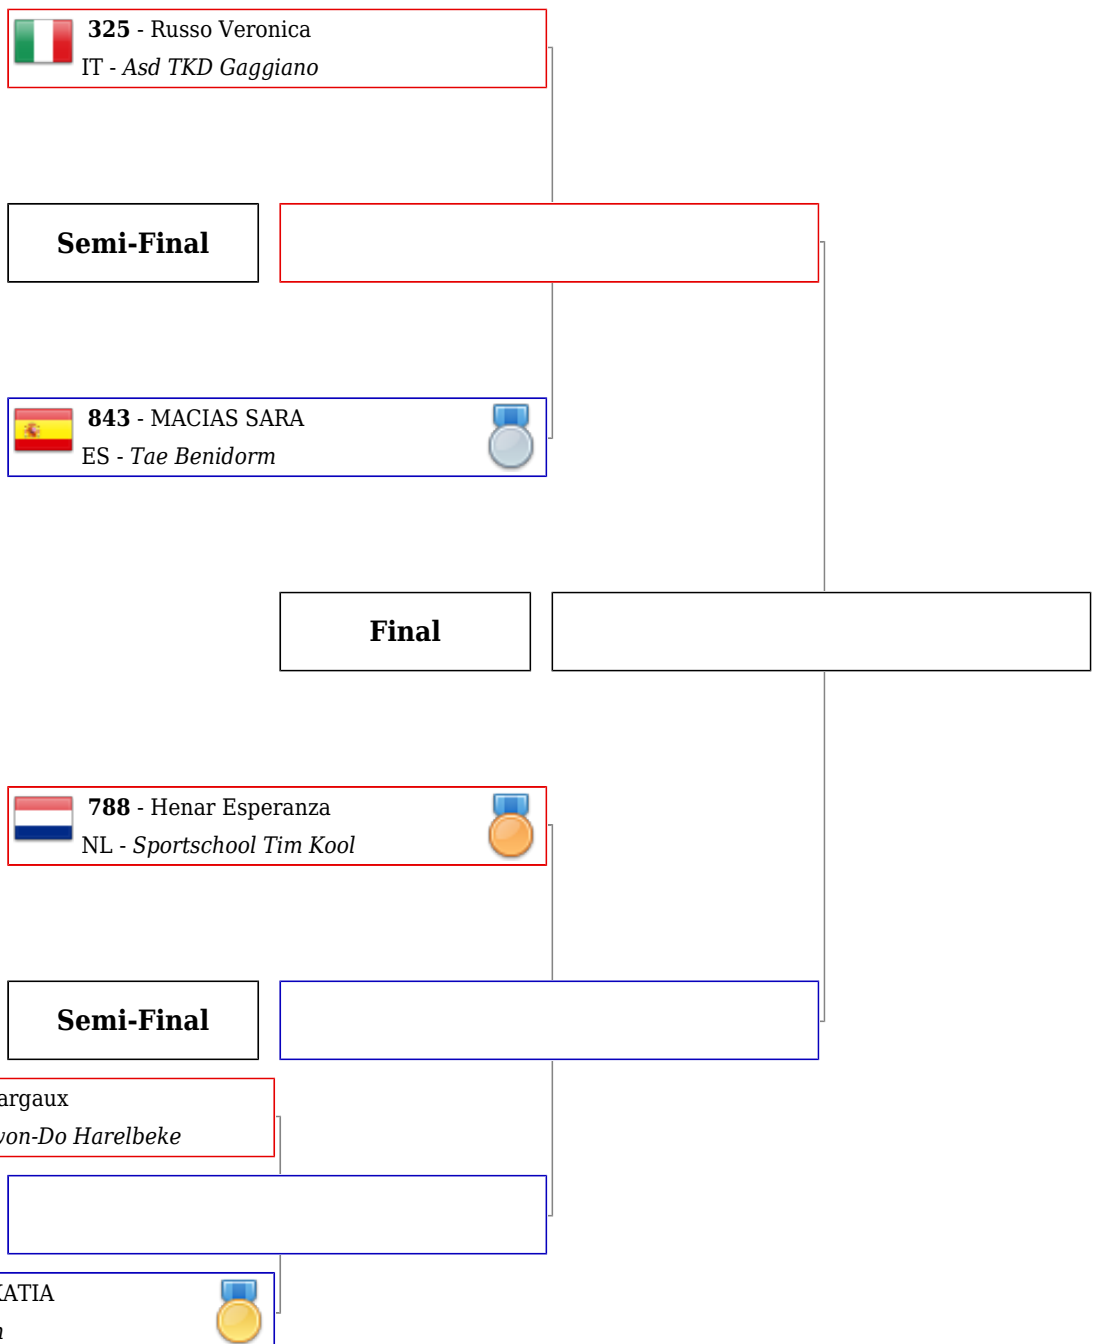 325 - Russo Veronica
IT - Asd TKD Gaggiano
Semi-Final
843 - MACIAS SARA
ES - Tae Benidorm
Final
788 - Henar Esperanza
NL - Sportschool Tim Kool
Semi-Final
argaux
von-Do Harelbeke
KATIA